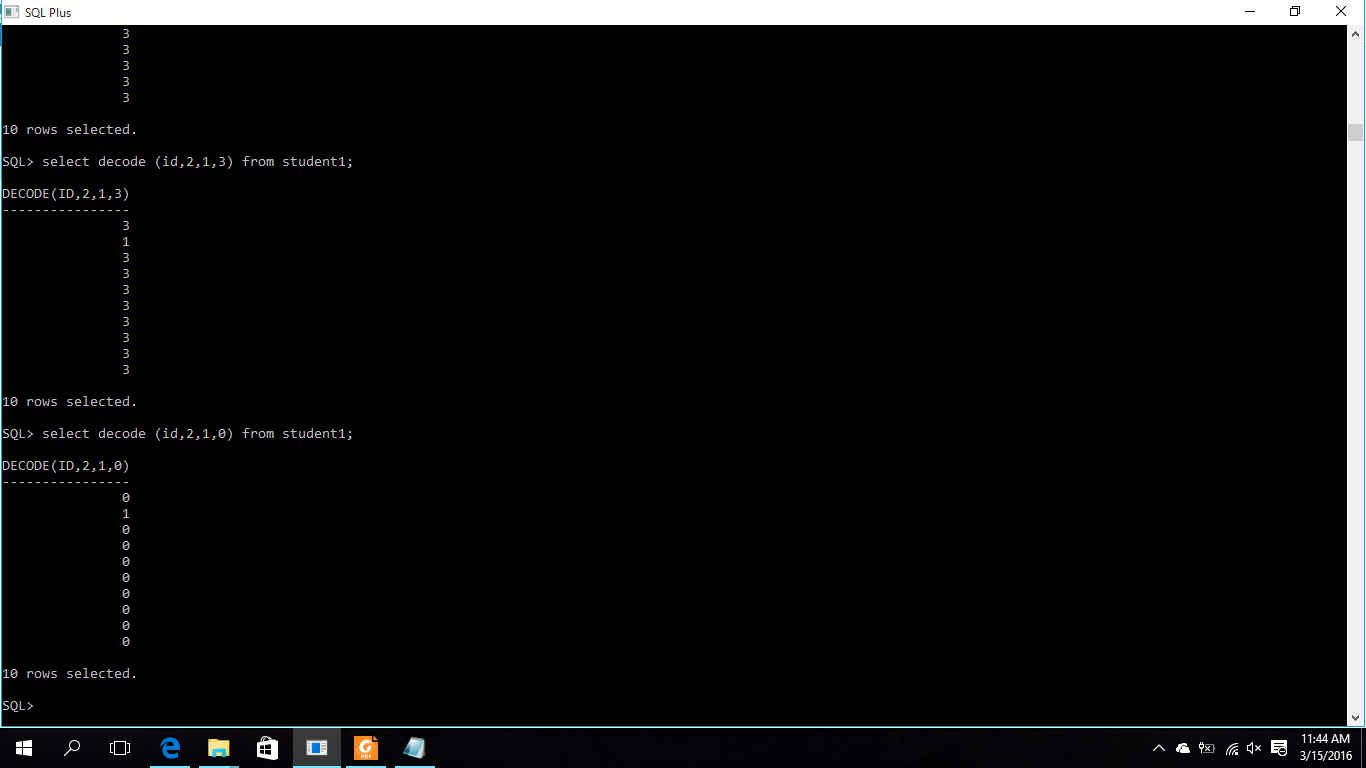 SQL Plus
3
3
3
3
3
10 rows selected.
SQL> select decode (id,2,1,3) from student1;
DECODE(ID,2,1,3)
----------------
3
1
3
3
3
3
3
3
3
3
10 rows selected.
SQL> select decode (id,2,1,0) from student1;
DECODE(ID,2,1,0)
----------------
0
1
0
0
0
0
0
0
0
0
10 rows selected.
SQL>
G
PDF
11:44 AM
3/15/2016